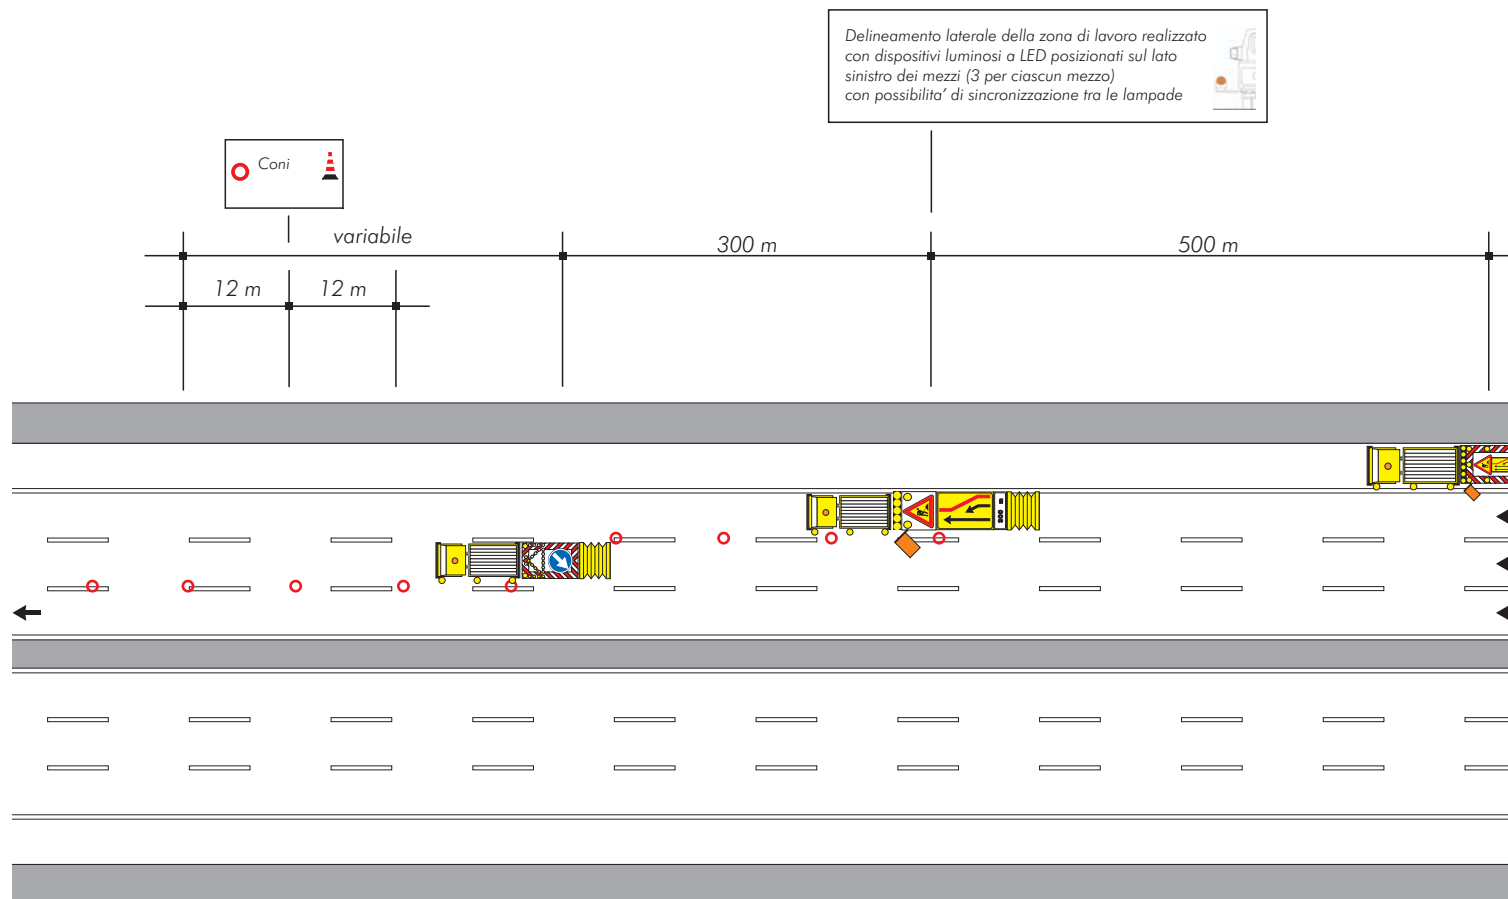 Delineamento laterale della zona di lavoro realizzato
con dispositivi luminosi a LED posizionati sul lato
sinistro dei mezzi (3 per ciascun mezzo)
con possibilita' di sincronizzazione tra le lampade
Coni
variabile
300 m
500 m
12 m
12 m
300 m